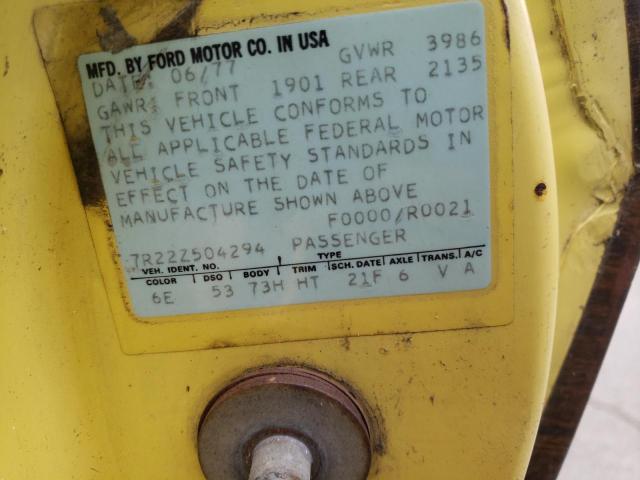 MFD. BY FORD MOTOR CO. IN USA
DATE: 06/77 GVWR 3986
GAWR: FRONT 1901 REAR 2135
THIS VEHICLE CONFORMS TO
ALL APPLICABLE FEDERAL MOTOR
VEHICLE SAFETY STANDARDS IN
EFFECT ON THE DATE OF
MANUFACTURE SHOWN ABOVE
F0000/R0021
7R22Z504294 PASSENGER
VEH. IDENT. NO. TYPE
COLOR DSO BODY TRIM SCH. DATE AXLE TRANS. A/C
6E 53 73H HT 21F 6 V A